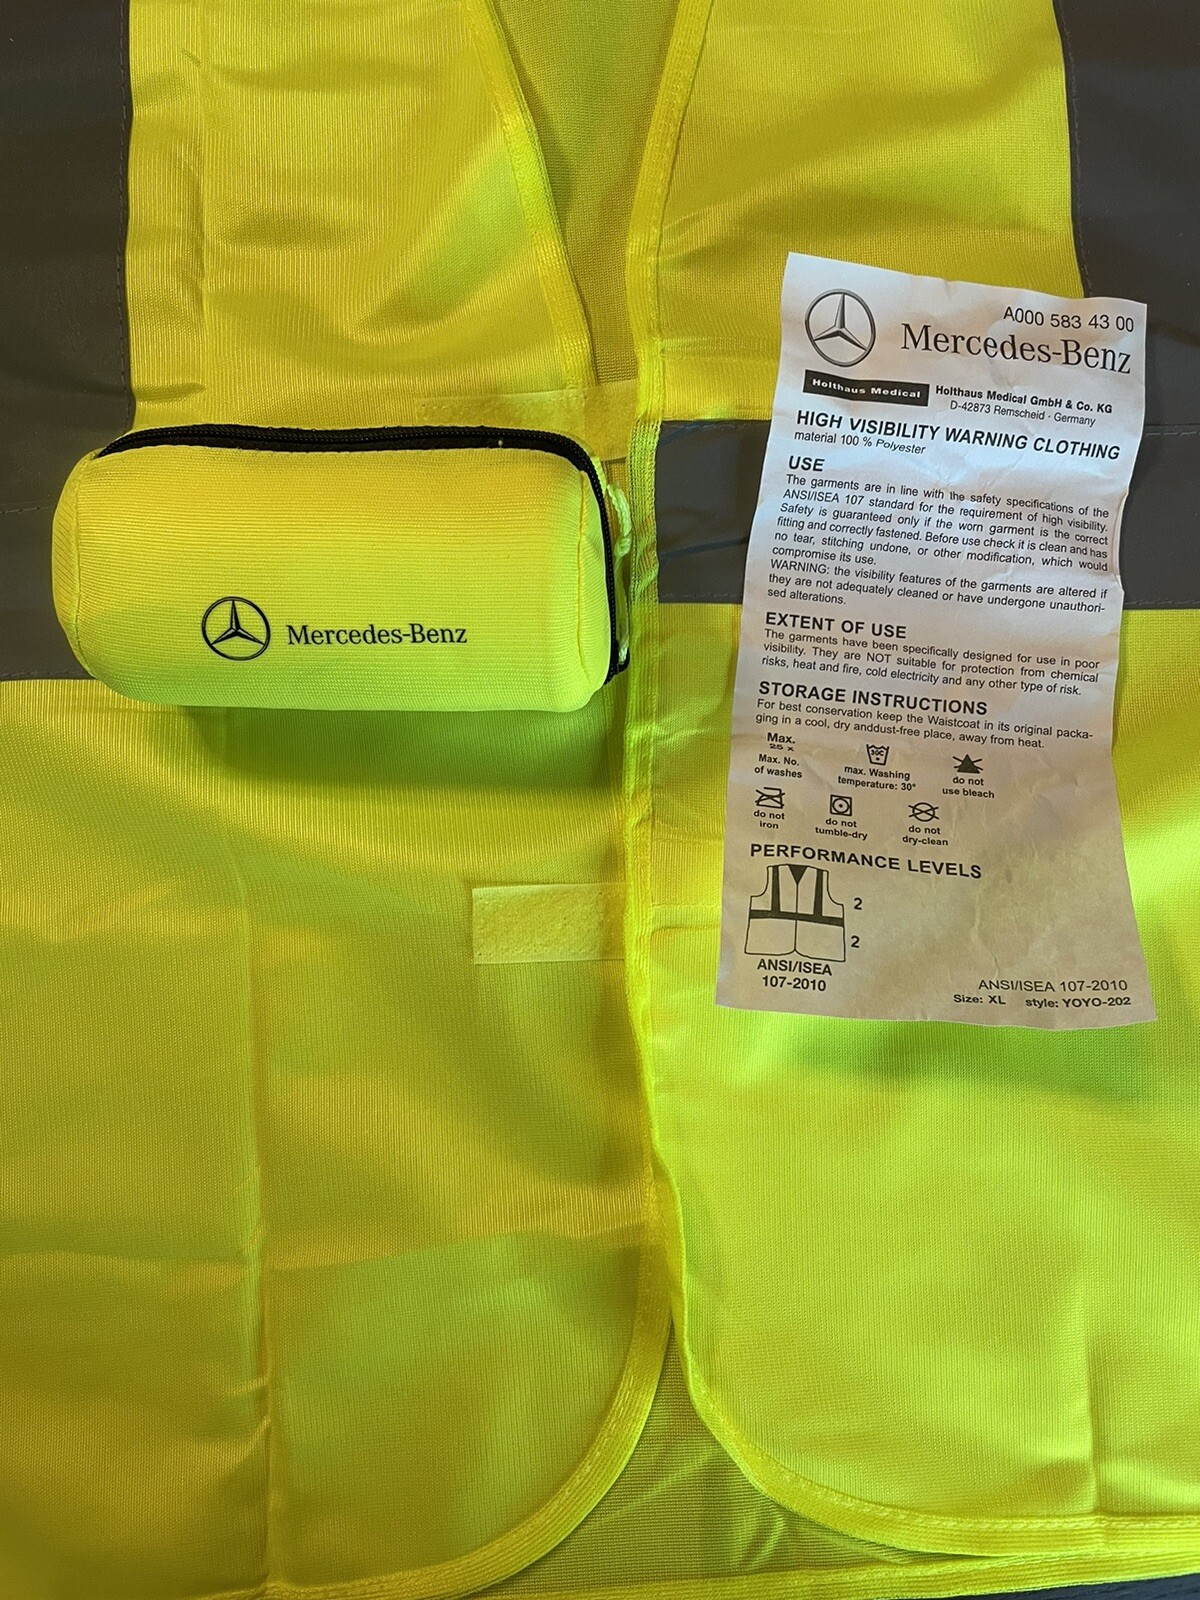 Mercedes-Benz
A000 583 43 00
Mercedes-Benz
Holthaus Medical
Holthaus Medical GmbH & Co. KG
D-42873 Remscheid · Germany
HIGH VISIBILITY WARNING CLOTHING
material 100 % Polyester
USE
The garments are in line with the safety specifications of the
ANSI/ISEA 107 standard for the requirement of high visibility.
Safety is guaranteed only if the worn garment is the correct
fitting and correctly fastened. Before use check it is clean and has
no tear, stitching undone, or other modification, which would
compromise its use.
WARNING: the visibility features of the garments are altered if
they are not adequately cleaned or have undergone unauthori-
sed alterations.
EXTENT OF USE
The garments have been specifically designed for use in poor
visibility. They are NOT suitable for protection from chemical
risks, heat and fire, cold electricity and any other type of risk.
STORAGE INSTRUCTIONS
For best conservation keep the Waistcoat in its original packa-
ging in a cool, dry anddust-free place, away from heat.
Max.
25 x
Max. No.
of washes
30C
max. Washing
temperature: 30°
do not
use bleach
do not
iron
do not
tumble-dry
do not
dry-clean
PERFORMANCE LEVELS
2
2
ANSI/ISEA
107-2010
ANSI/ISEA 107-2010
Size: XL style: YOYO-202